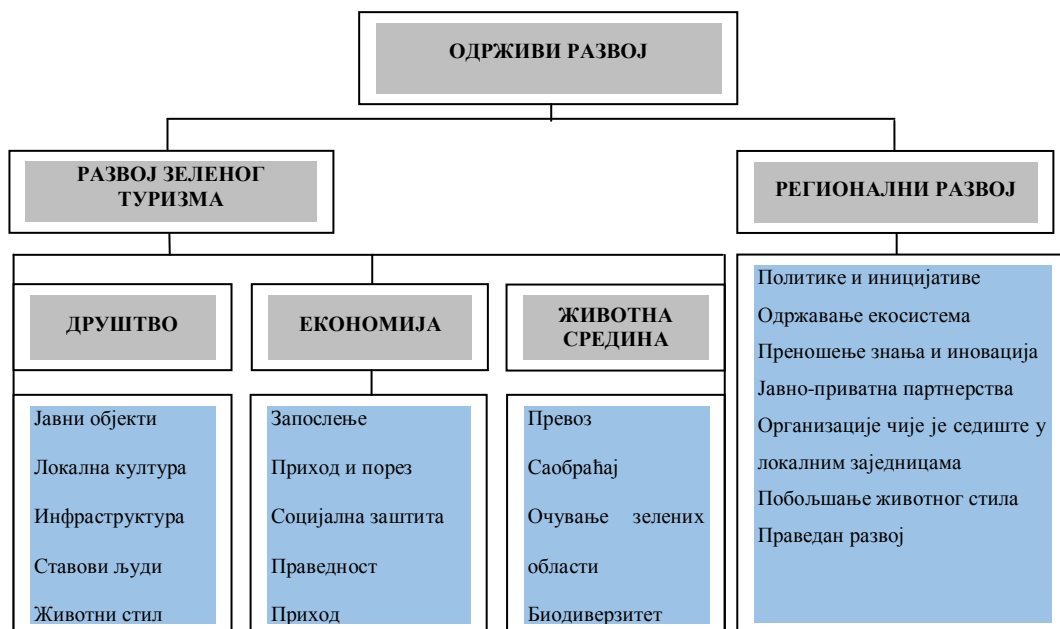 ОДРЖИВИ РАЗВОЈ
РАЗВОЈ ЗЕЛЕНОГ
ТУРИЗМА
РЕГИОНАЛНИ РАЗВОЈ
ДРУШТВО
ЕКОНОМИЈА
ЖИВОТНА
СРЕДИНА
Јавни објекти
Локална култура
Инфраструктура
Ставови људи
Животни стил
Запослење
Приход и порез
Социјална заштита
Праведност
Приход
Превоз
Саобраћај
Очување зелених
области
Биодиверзитет
Политике и иницијативе
Одржавање екосистема
Преношење знања и иновација
Јавно-приватна партнерства
Организације чије је седиште у
локалним заједницама
Побољшање животног стила
Праведан развој